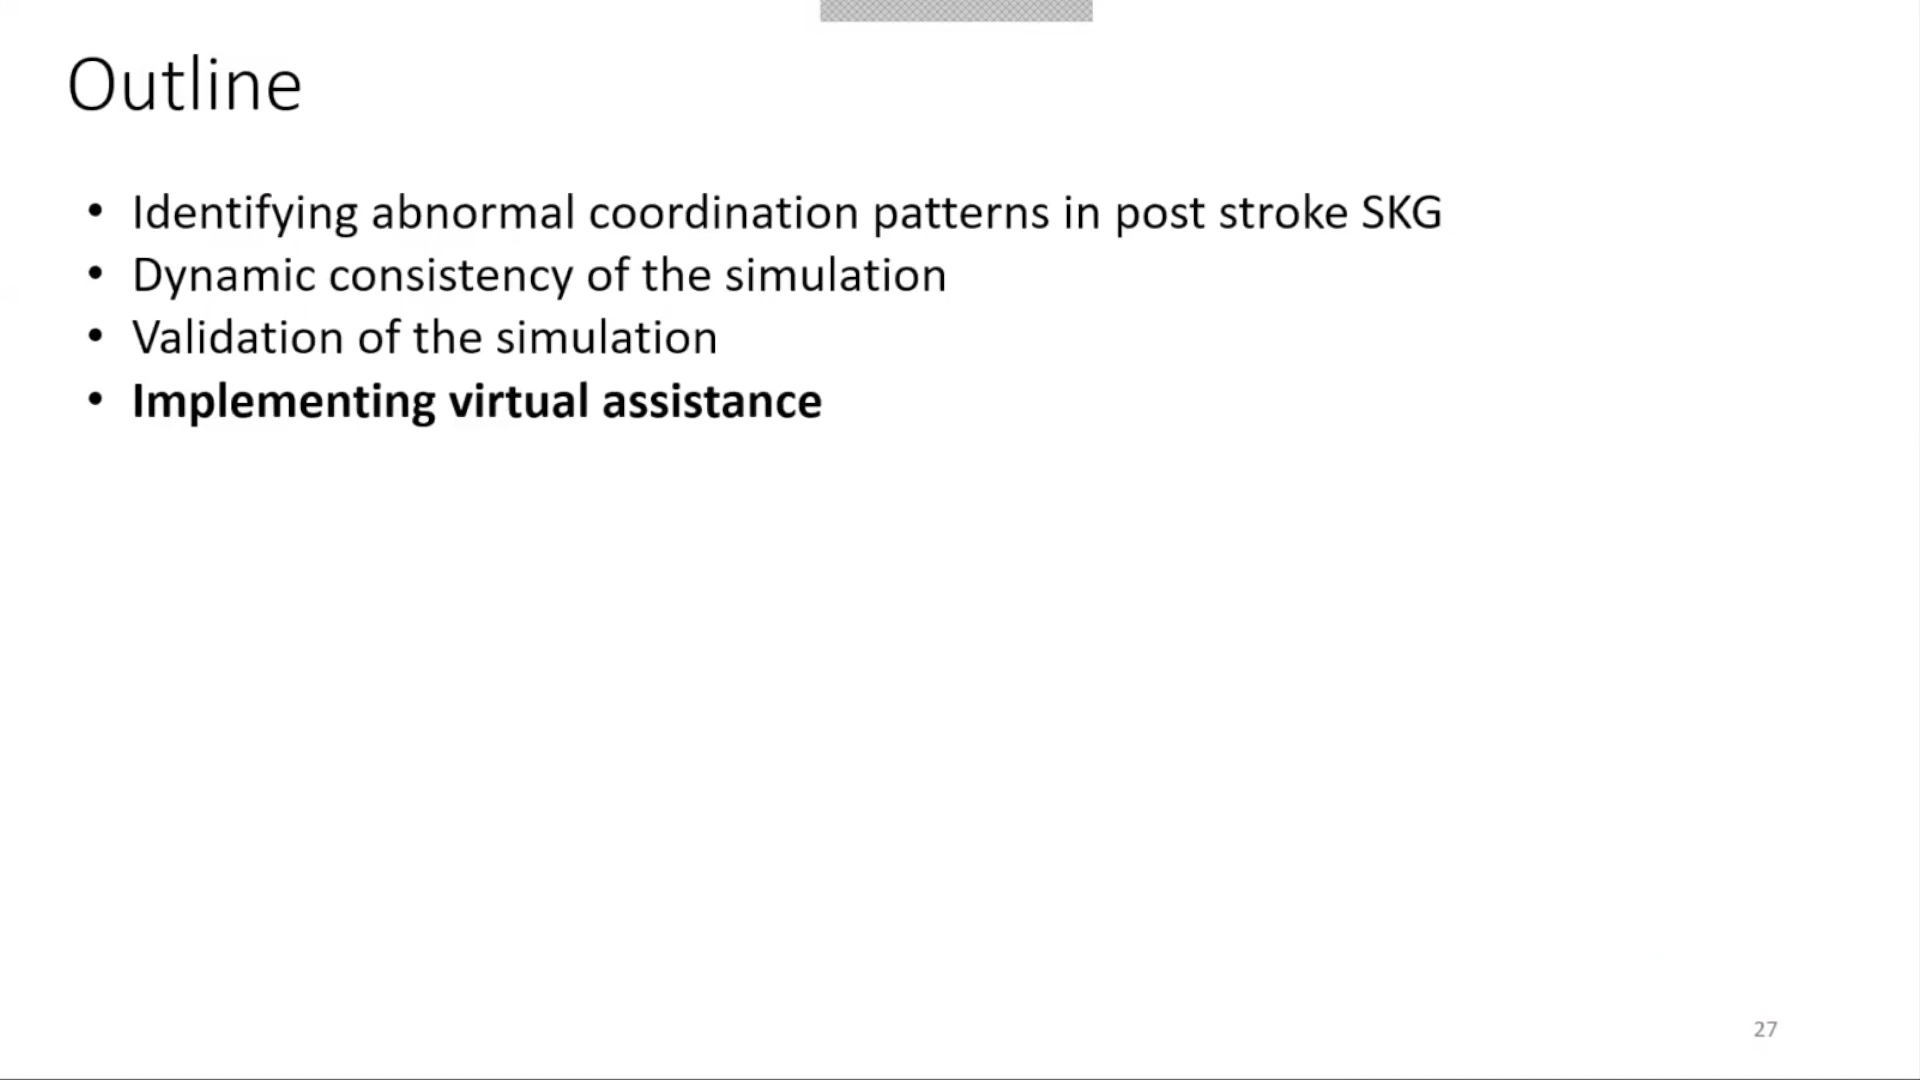 Outline
• Identifying abnormal coordination patterns in post stroke SKG
• Dynamic consistency of the simulation
• Validation of the simulation
• Implementing virtual assistance
27